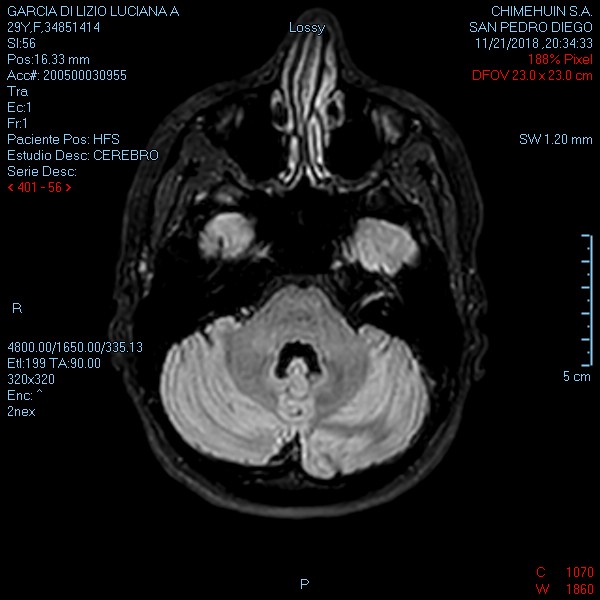 GARCIA DI LIZIO LUCIANA A
29Y,F,34851414
Sl:56
Pos:16.33 mm
Acc#: 200500030955
Tra
Ec:1
Fr:1
Paciente Pos: HFS
Estudio Desc: CEREBRO
Serie Desc:
< 401 - 56 >
Lossy
CHIMEHUIN S.A.
SAN PEDRO DIEGO
11/21/2018 ,20:34:33
188% Pixel
DFOV 23.0 x 23.0 cm
SW 1.20 mm
R
4800.00/1650.00/335.13
Etl:199 TA:90.00
320x320
Enc: ^
2nex
5 cm
P
C 1070
W 1860